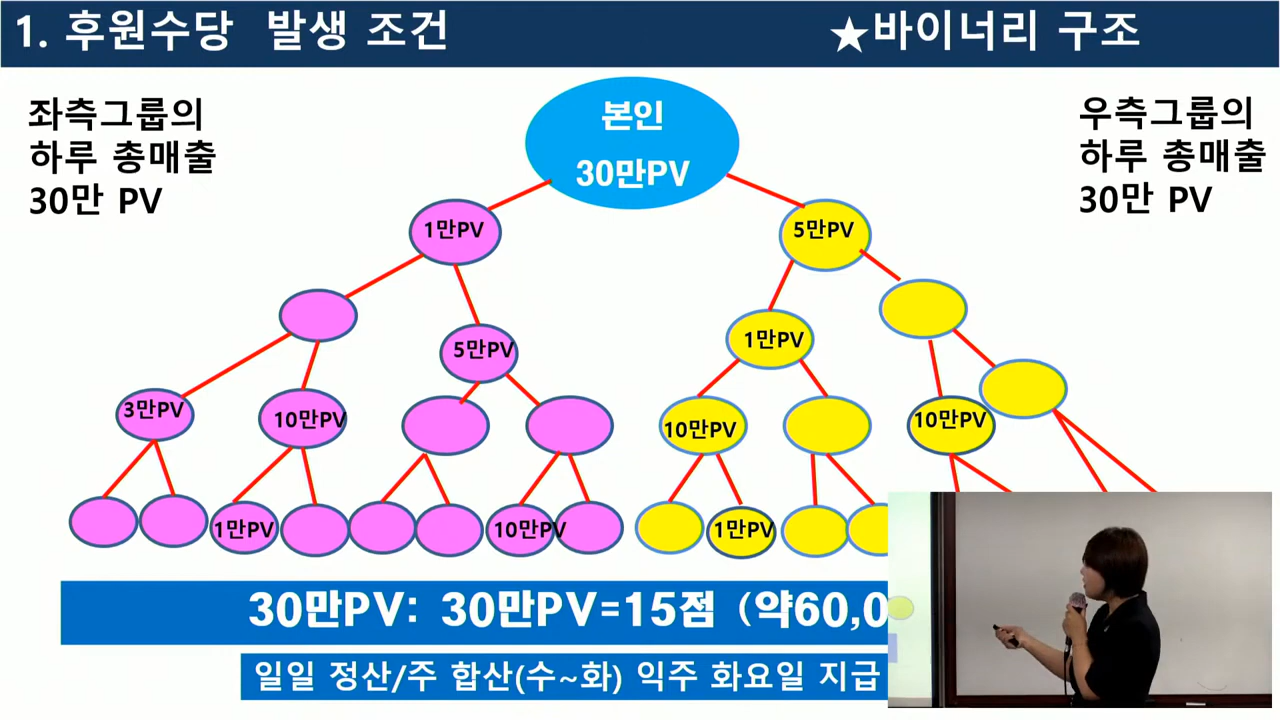 1. 후원수당 발생 조건
★바이너리 구조
좌측그룹의
하루 총매출
30만 PV
본인
30만PV
우측그룹의
하루 총매출
30만 PV
1만PV
5만PV
5만PV
1만PV
3만PV
10만PV
10만PV
10만PV
1만PV
10만PV
1만PV
30만PV: 30만PV=15점 (약60,0
일일 정산/주 합산(수~화) 익주 화요일 지급